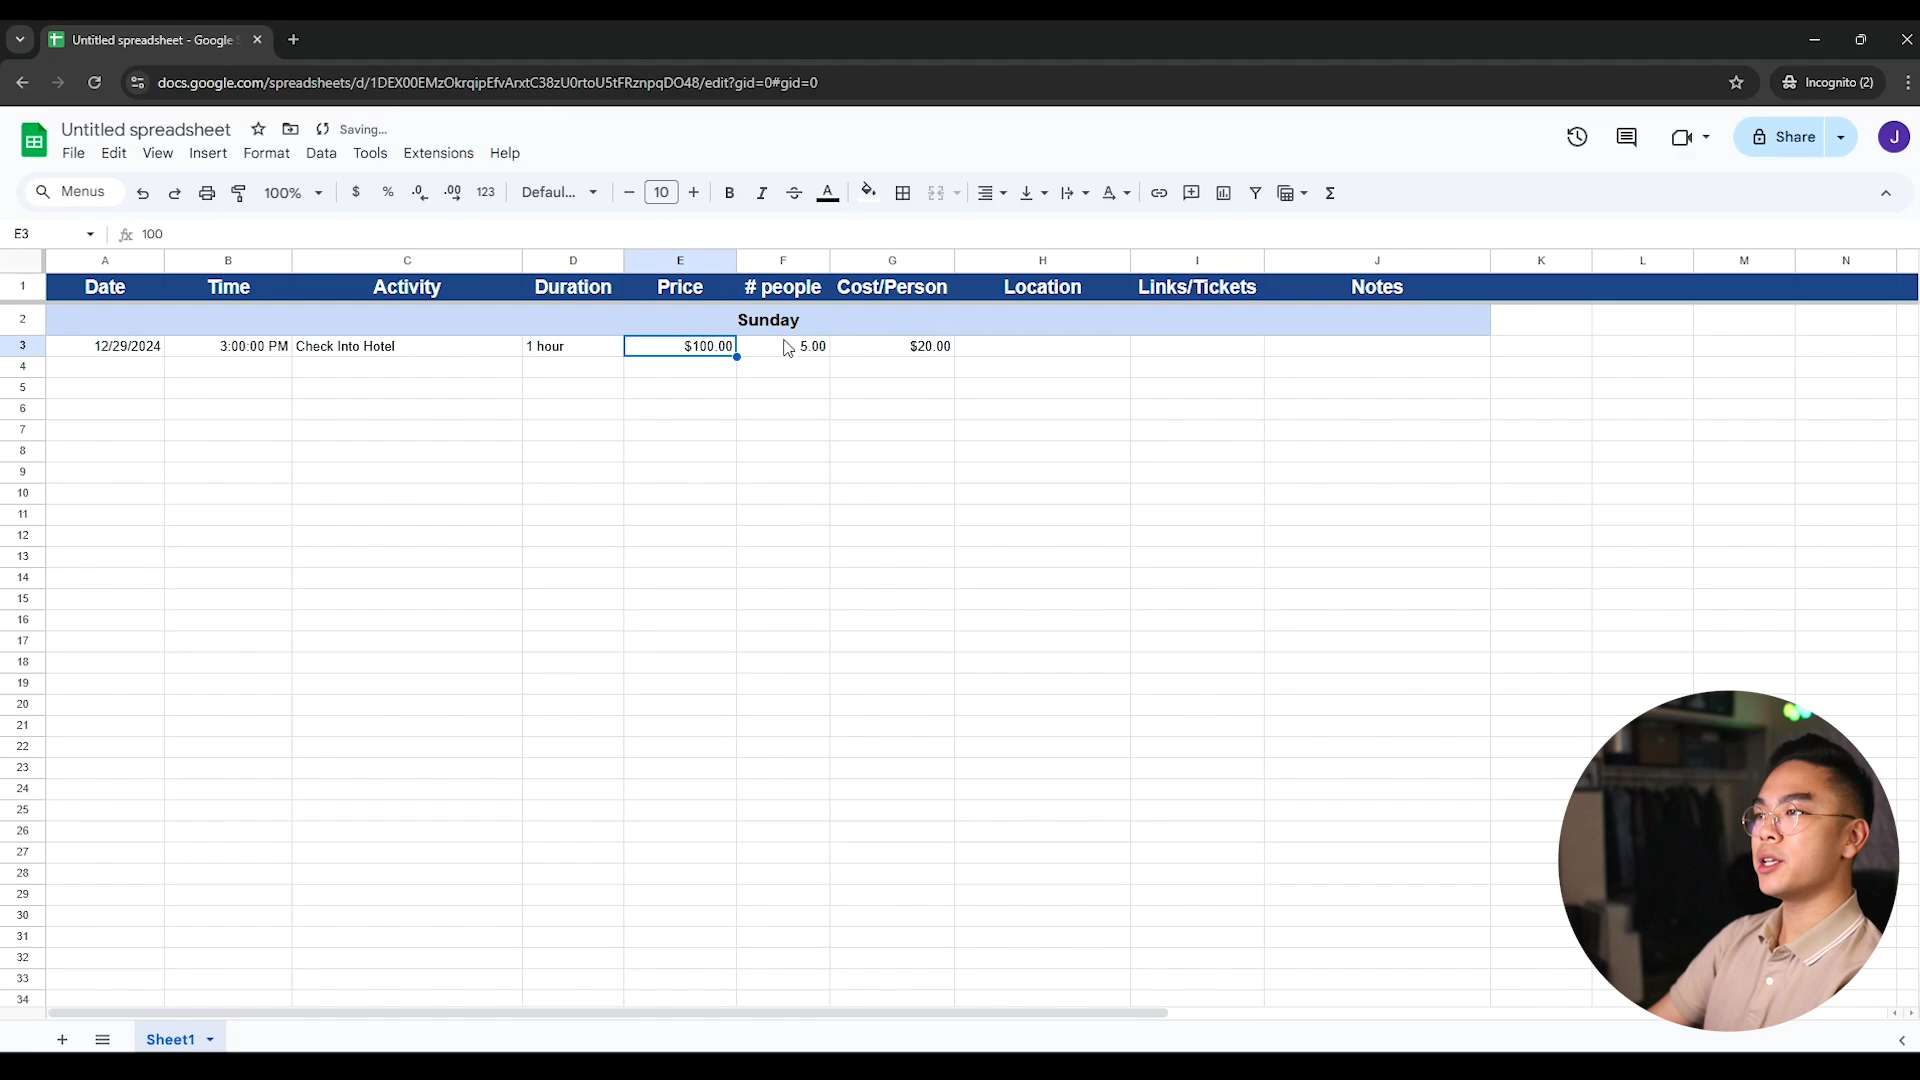 Untitled spreadsheet - Google S
docs.google.com/spreadsheets/d/1DEX00EMzOkrqipEfvArxtC38zU0rtoU5tFRznpqDO48/edit?gid=0#gid=0
Incognito (2)
Untitled spreadsheet
Saving...
File Edit View Insert Format Data Tools Extensions Help
Share
J
Menus
100%
$ % .0 .00 123
Defaul...
10
B I A
E3
fx 100
A B C D E F G H I J K L M N
1 Date Time Activity Duration Price # people Cost/Person Location Links/Tickets Notes
2 Sunday
3 12/29/2024 3:00:00 PM Check Into Hotel 1 hour $100.00 5.00 $20.00
4
5
6
7
8
9
10
11
12
13
14
15
16
17
18
19
20
21
22
23
24
25
26
27
28
29
30
31
32
33
34
Sheet1